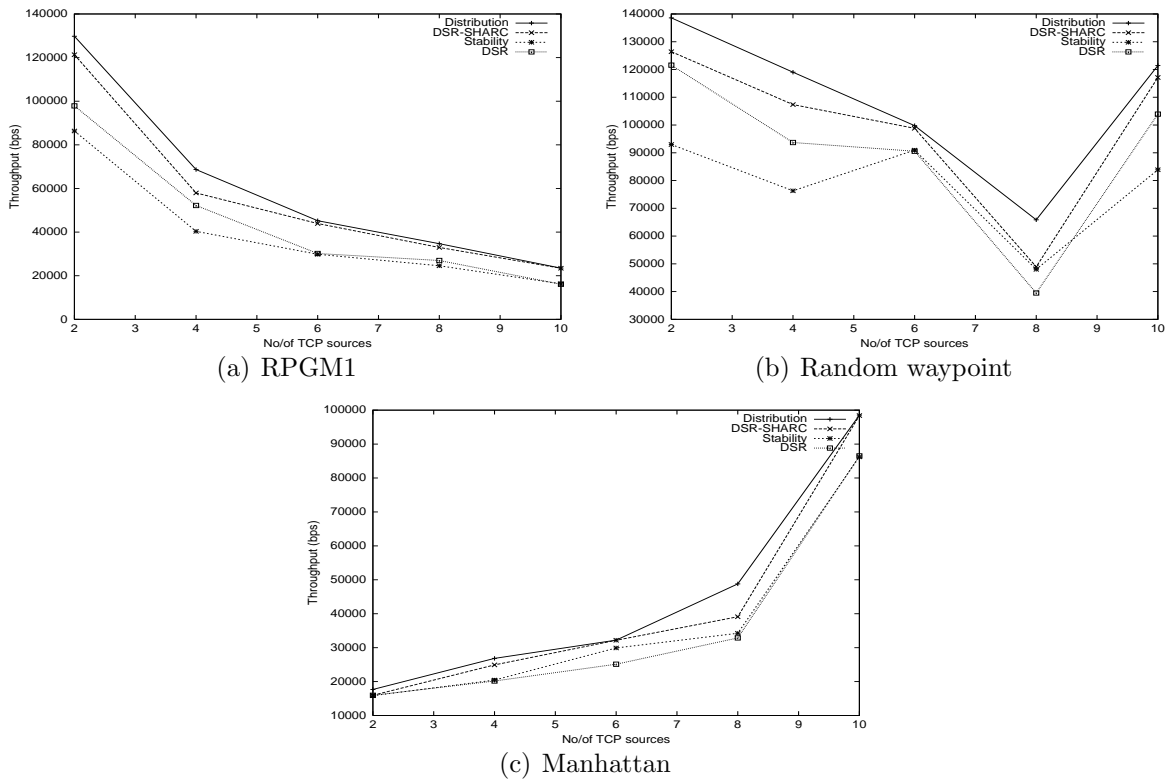 Distribution
DSR-SHARC
Stability
DSR
140000
120000
100000
80000
60000
40000
20000
0
Throughput (bps)
2 3 4 5 6 7 8 9 10
No/of TCP sources
(a) RPGM1
Distribution
DSR-SHARC
Stability
DSR
140000
130000
120000
110000
100000
90000
80000
70000
60000
50000
40000
30000
Throughput (bps)
2 3 4 5 6 7 8 9 10
No/of TCP sources
(b) Random waypoint
Distribution
DSR-SHARC
Stability
DSR
100000
90000
80000
70000
60000
50000
40000
30000
20000
10000
Throughput (bps)
2 3 4 5 6 7 8 9 10
No/of TCP sources
(c) Manhattan